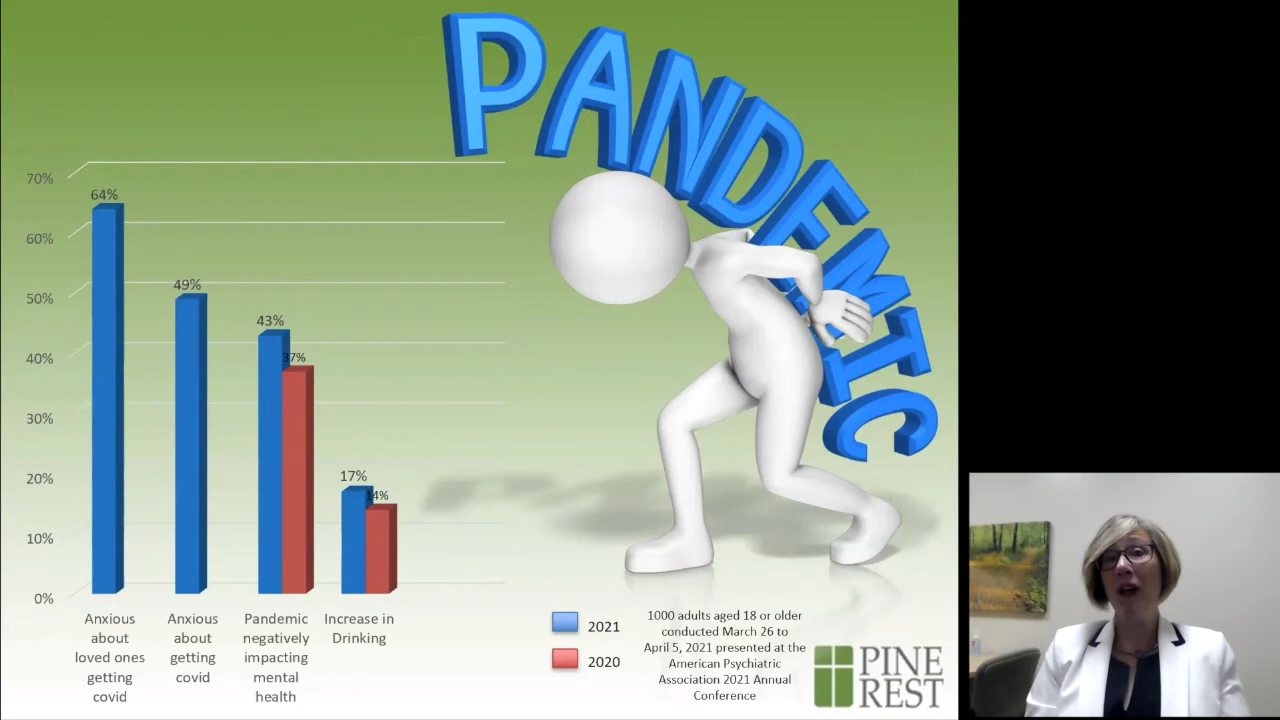 PANDEMIC
70%
60%
50%
40%
30%
20%
10%
0%
64%
49%
43%
37%
17%
14%
Anxious
about
loved ones
getting
covid
Anxious
about
getting
covid
Pandemic
negatively
impacting
mental
health
Increase in
Drinking
2021
2020
1000 adults aged 18 or older
conducted March 26 to
April 5, 2021 presented at the
American Psychiatric
Association 2021 Annual
Conference
PINE
REST